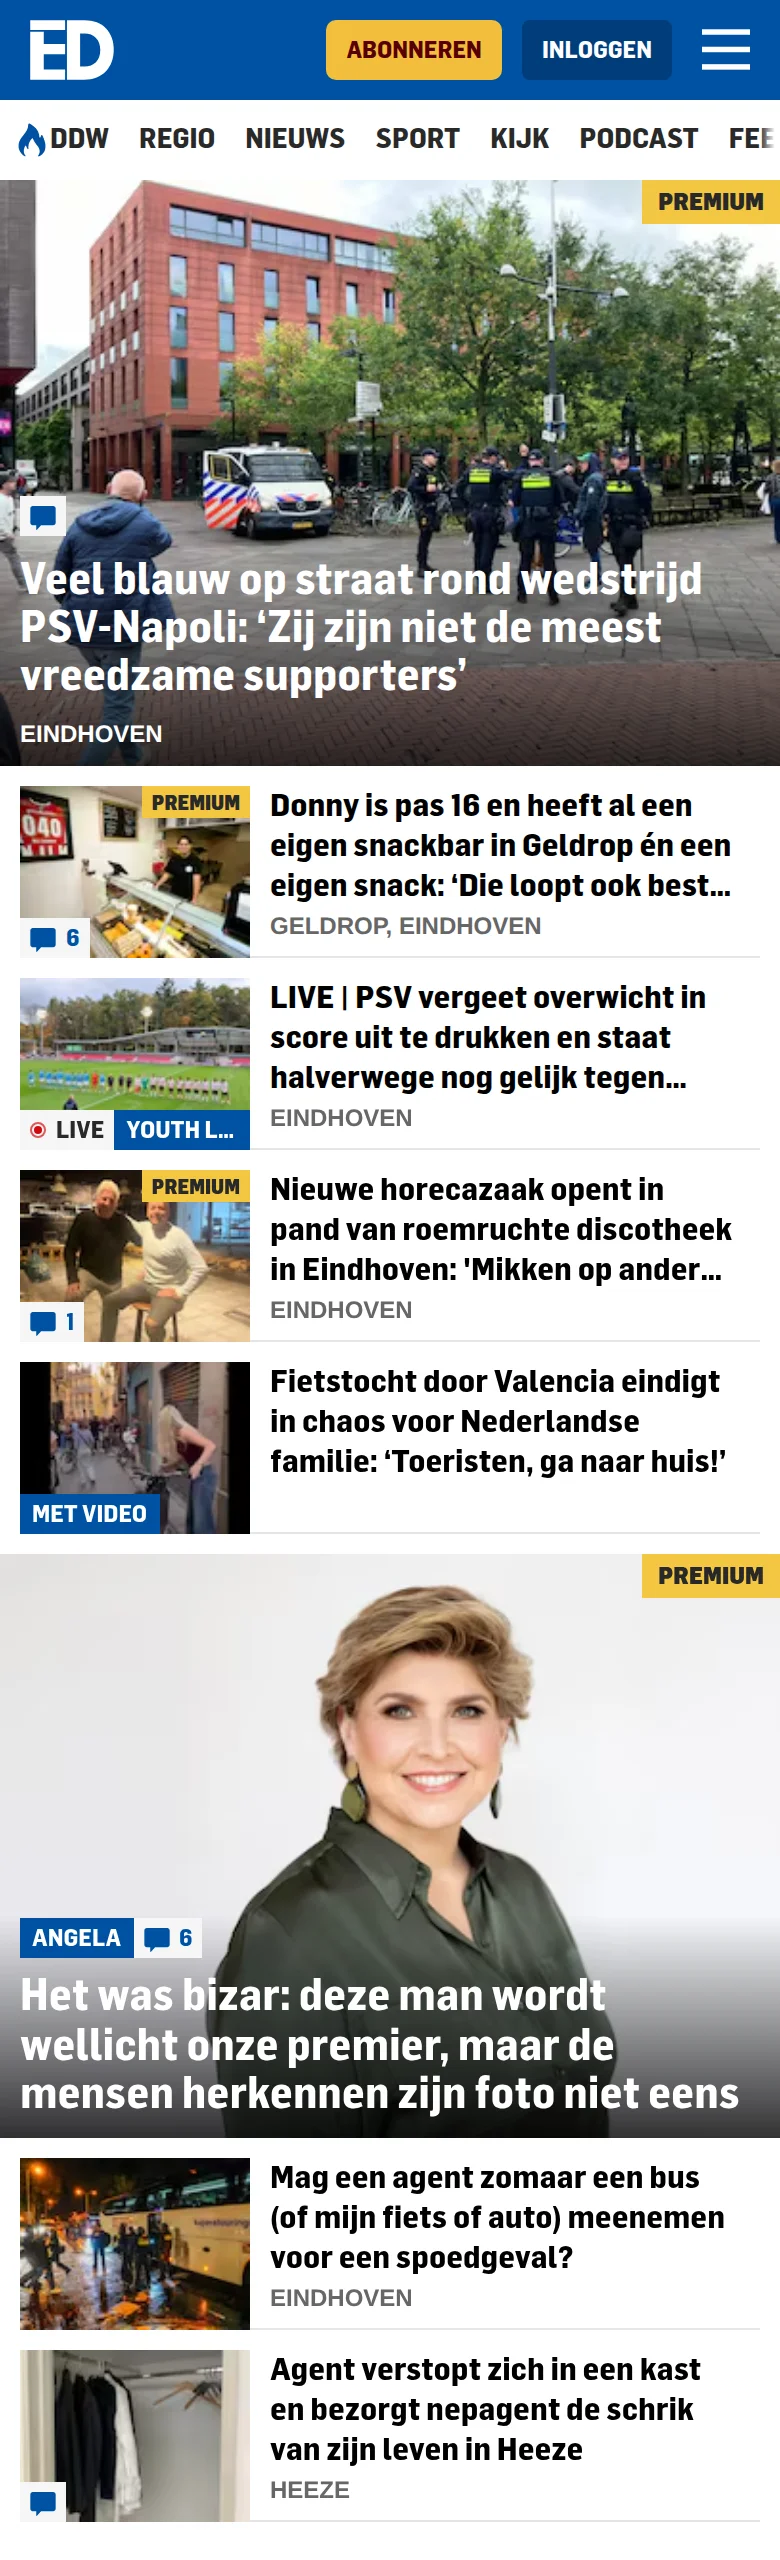 ED
ABONNEREN
INLOGGEN
DDW REGIO NIEUWS SPORT KIJK PODCAST FEE
PREMIUM
Veel blauw op straat rond wedstrijd
PSV-Napoli: ‘Zij zijn niet de meest
vreedzame supporters’
EINDHOVEN
040
PREMIUM
6
Donny is pas 16 en heeft al een
eigen snackbar in Geldrop én een
eigen snack: ‘Die loopt ook best...
GELDROP, EINDHOVEN
LIVE YOUTH L...
LIVE | PSV vergeet overwicht in
score uit te drukken en staat
halverwege nog gelijk tegen...
EINDHOVEN
PREMIUM
1
Nieuwe horecazaak opent in
pand van roemruchte discotheek
in Eindhoven: 'Mikken op ander...
EINDHOVEN
MET VIDEO
Fietstocht door Valencia eindigt
in chaos voor Nederlandse
familie: ‘Toeristen, ga naar huis!’
PREMIUM
ANGELA 6
Het was bizar: deze man wordt
wellicht onze premier, maar de
mensen herkennen zijn foto niet eens
Mag een agent zomaar een bus
(of mijn fiets of auto) meenemen
voor een spoedgeval?
EINDHOVEN
Agent verstopt zich in een kast
en bezorgt nepagent de schrik
van zijn leven in Heeze
HEEZE